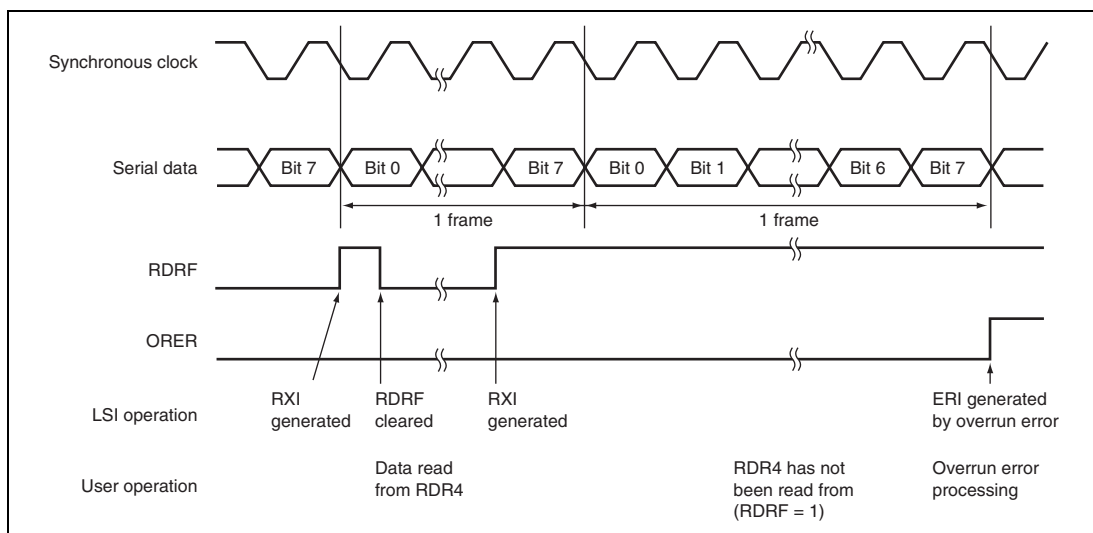 Synchronous clock
Serial data
Bit 7
Bit 0
Bit 7
Bit 0
Bit 1
Bit 6
Bit 7
1 frame
1 frame
RDRF
ORER
LSI operation
RXI
generated
RDRF
cleared
RXI
generated
ERI generated
by overrun error
User operation
Data read
from RDR4
RDR4 has not
been read from
(RDRF = 1)
Overrun error
processing